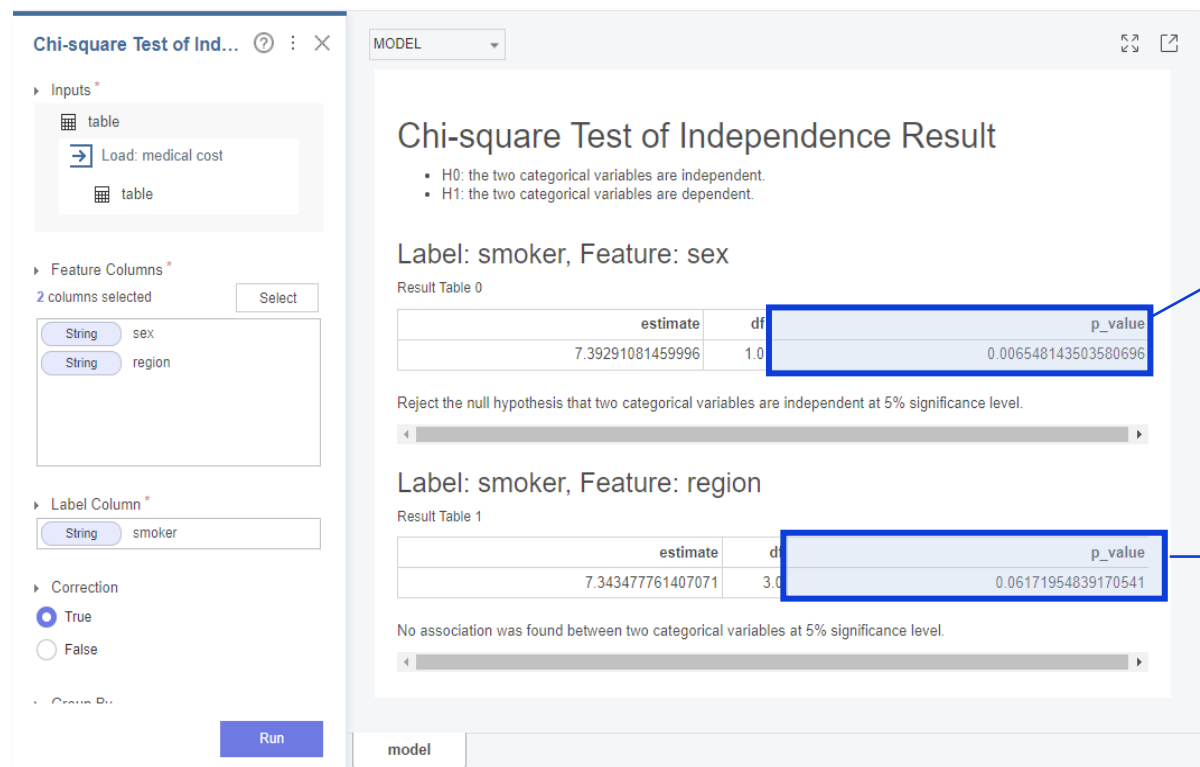 Chi-square Test of Ind...
Inputs *
table
Load: medical cost
table
Feature Columns *
2 columns selected
Select
String sex
String region
Label Column *
String smoker
Correction
True
False
Group By
Run
MODEL
Chi-square Test of Independence Result
• H0: the two categorical variables are independent.
• H1: the two categorical variables are dependent.
Label: smoker, Feature: sex
Result Table 0
estimate df p_value
7.39291081459996 1.0 0.006548143503580696
Reject the null hypothesis that two categorical variables are independent at 5% significance level.
Label: smoker, Feature: region
Result Table 1
estimate df p_value
7.343477761407071 3.0 0.06171954839170541
No association was found between two categorical variables at 5% significance level.
model